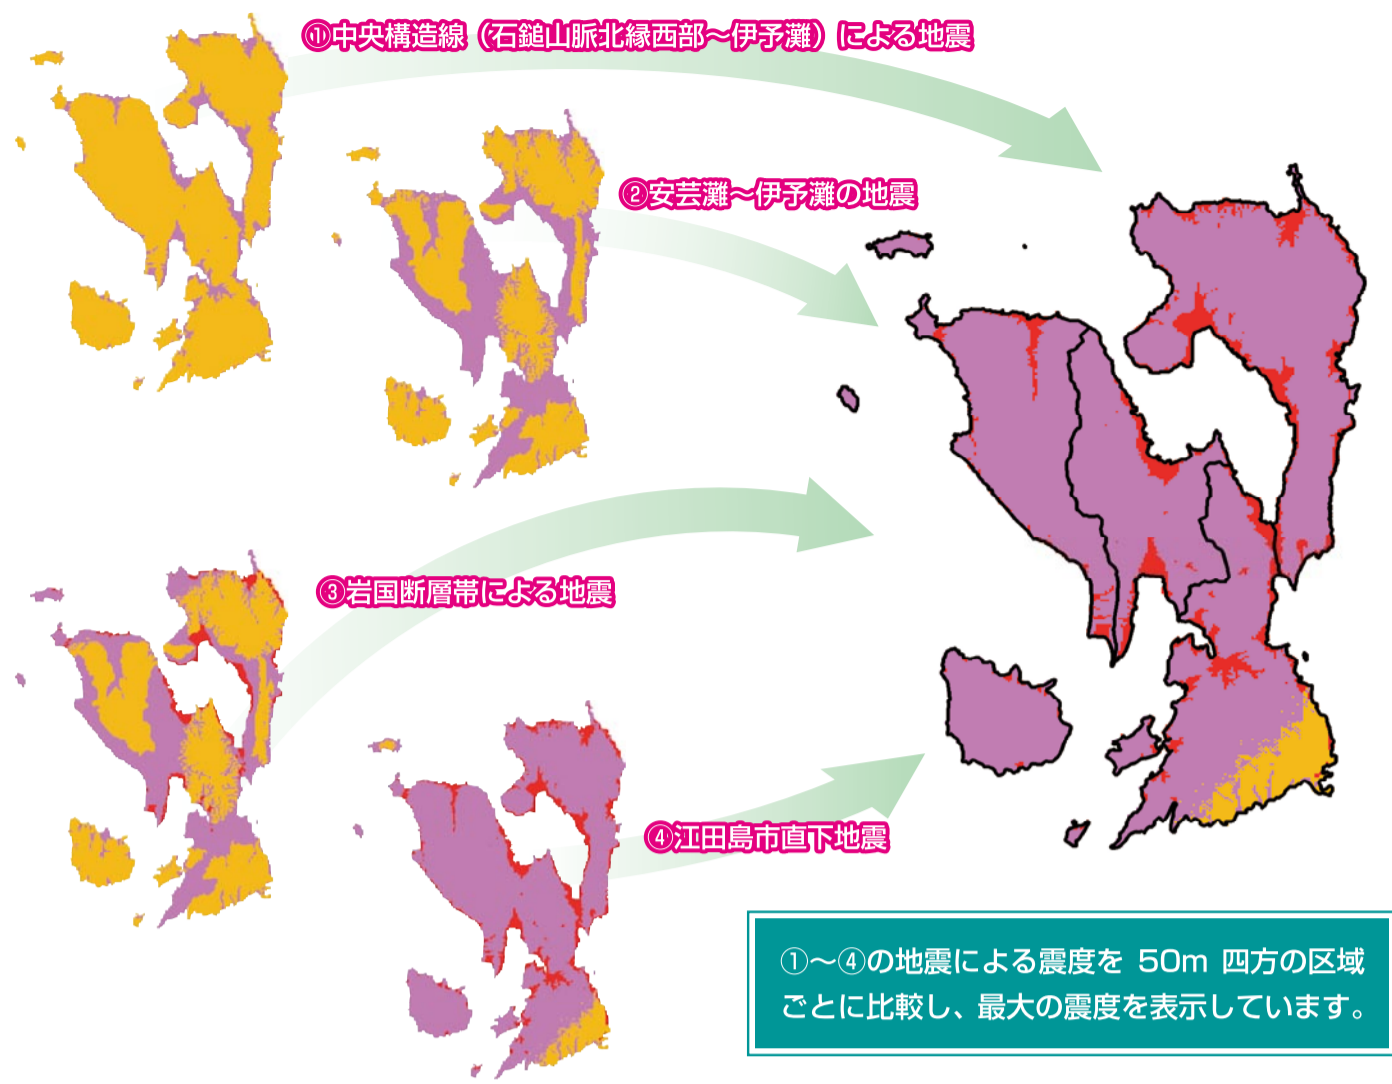 ①中央構造線（石鎚山脈北縁西部～伊予灘）による地震
②安芸灘～伊予灘の地震
③岩国断層帯による地震
④江田島市直下地震
①～④の地震による震度を 50m 四方の区域
ごとに比較し、最大の震度を表示しています。